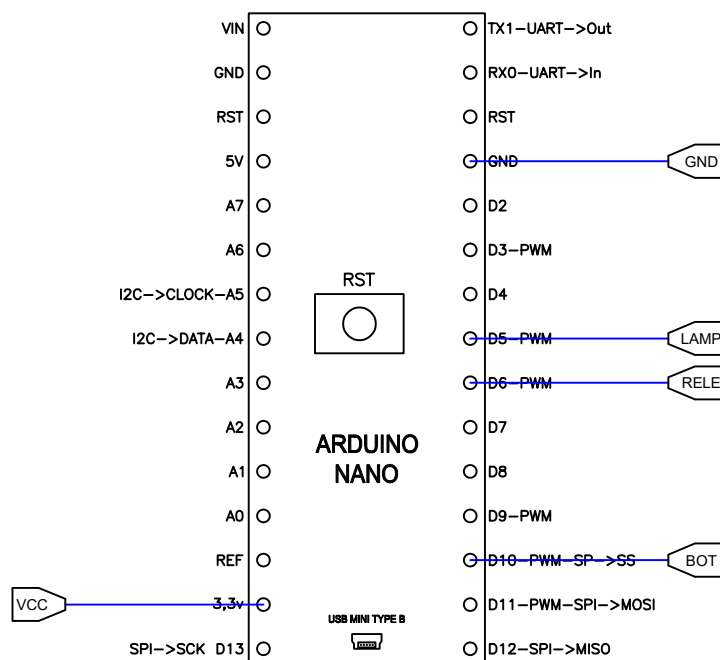 VIN
TX1-UART->Out
GND
RX0-UART->In
RST
RST
5V
GND
GND
A7
D2
A6
D3-PWM
RST
I2C->CLOCK-A5
D4
I2C->DATA-A4
D5-PWM
LAMP
A3
D6-PWM
RELE
A2
D7
ARDUINO
NANO
A1
D8
A0
D9-PWM
REF
D10-PWM-SP->SS
BOT
VCC
3,3v
D11-PWM-SPI->MOSI
USB MINI TYPE B
SPI->SCK D13
D12-SPI->MISO